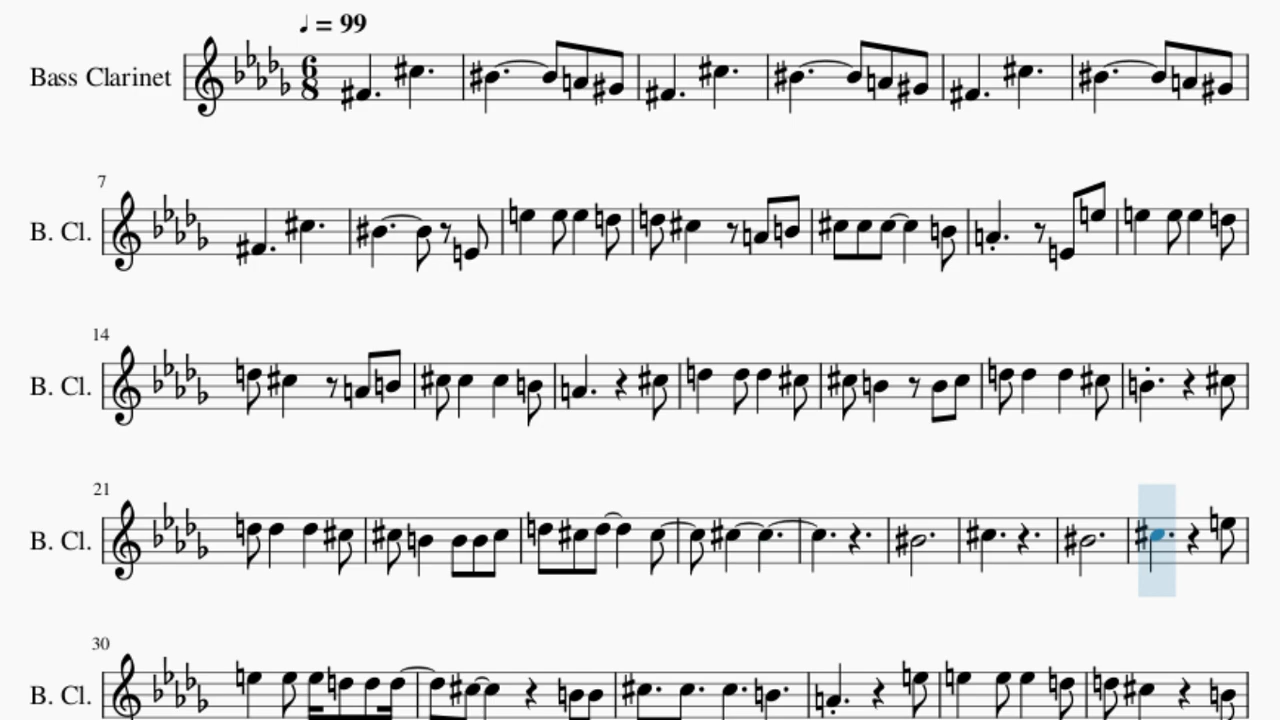 ♩ = 99
Bass Clarinet 6/8
7
B. Cl.
14
B. Cl.
21
B. Cl.
30
B. Cl.